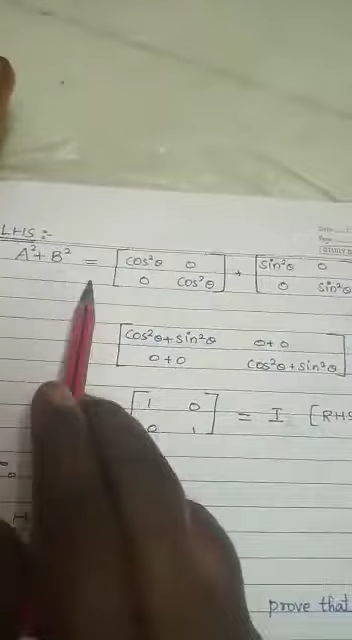 LHS :-
A² + B² = [cos²θ 0 + [sin²θ 0
0 cos²θ] 0 sin²θ
[cos²θ + sin²θ 0+0
0+0 cos²θ + sin²θ]
[1 0
0 1] = I [RHS
prove that